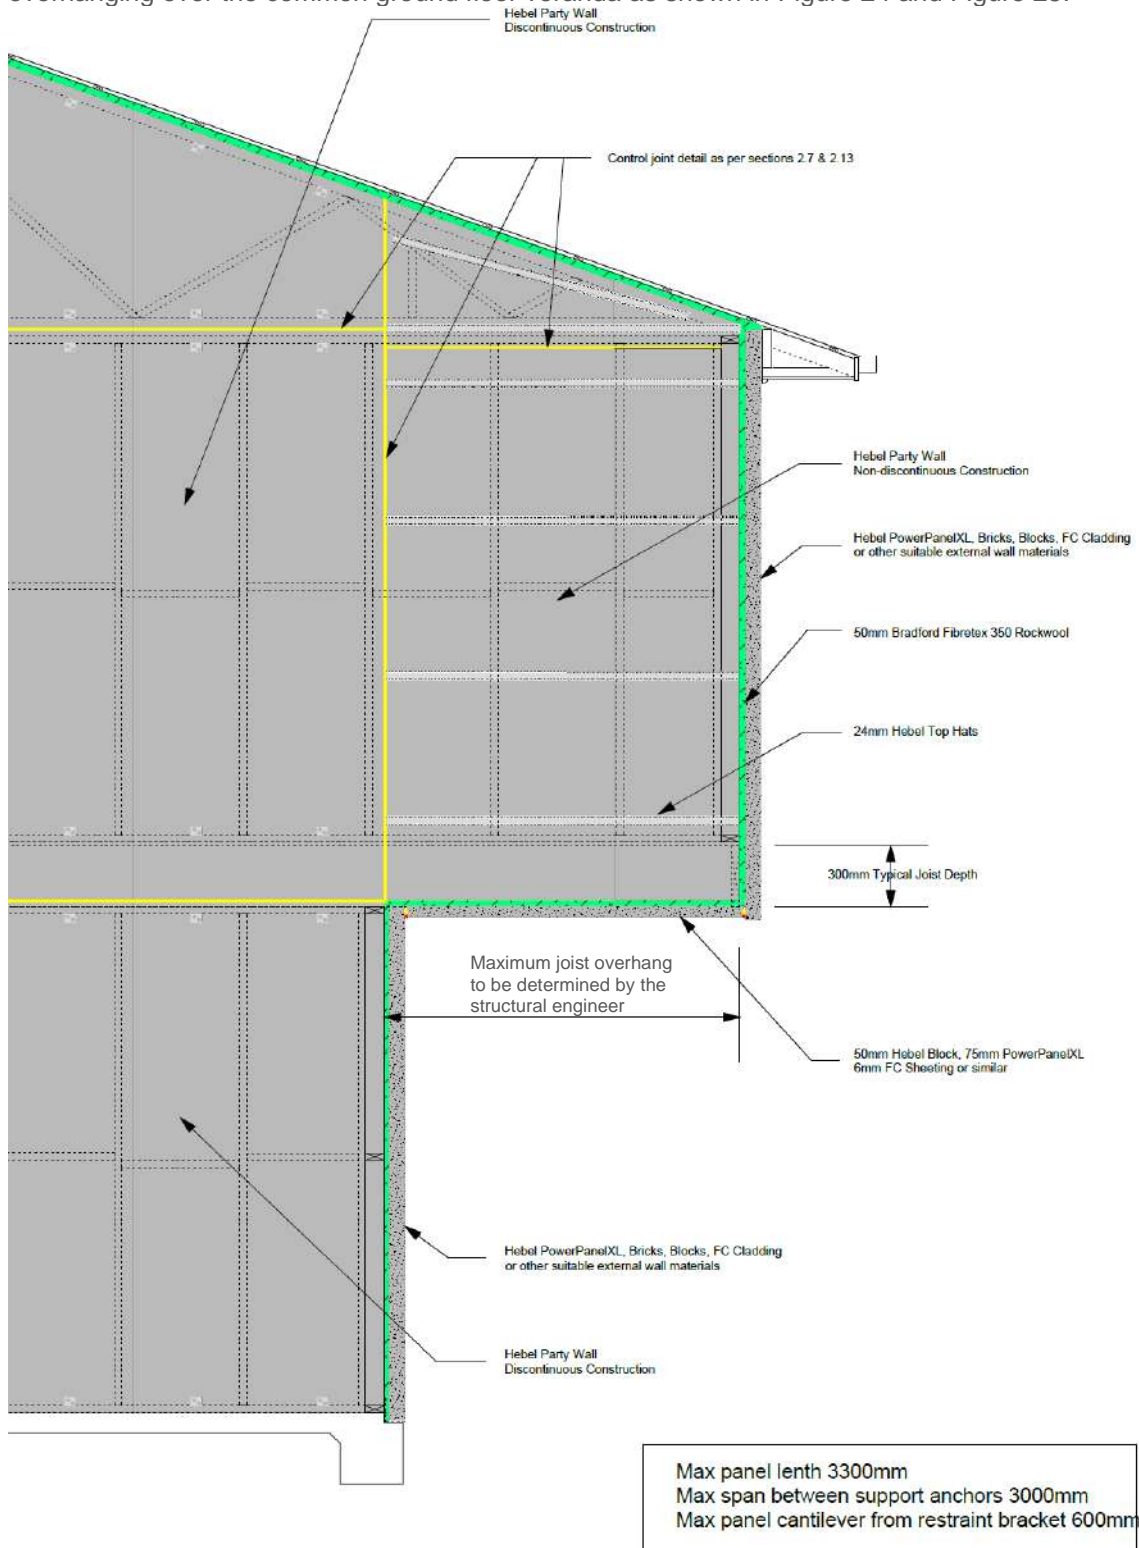 overhanging over the common ground floor veranda as shown in Figure 24 and Figure 25.
Hebel Party Wall
Discontinuous Construction
Control joint detail as per sections 2.7 & 2.13
Hebel Party Wall
Non-discontinuous Construction
Hebel PowerPanelXL, Bricks, Blocks, FC Cladding
or other suitable external wall materials
50mm Bradford Fibretex 350 Rockwool
24mm Hebel Top Hats
300mm Typical Joist Depth
Maximum joist overhang
to be determined by the
structural engineer
50mm Hebel Block, 75mm PowerPanelXL
6mm FC Sheeting or similar
Hebel PowerPanelXL, Bricks, Blocks, FC Cladding
or other suitable external wall materials
Hebel Party Wall
Discontinuous Construction
Max panel lenth 3300mm
Max span between support anchors 3000mm
Max panel cantilever from restraint bracket 600mm